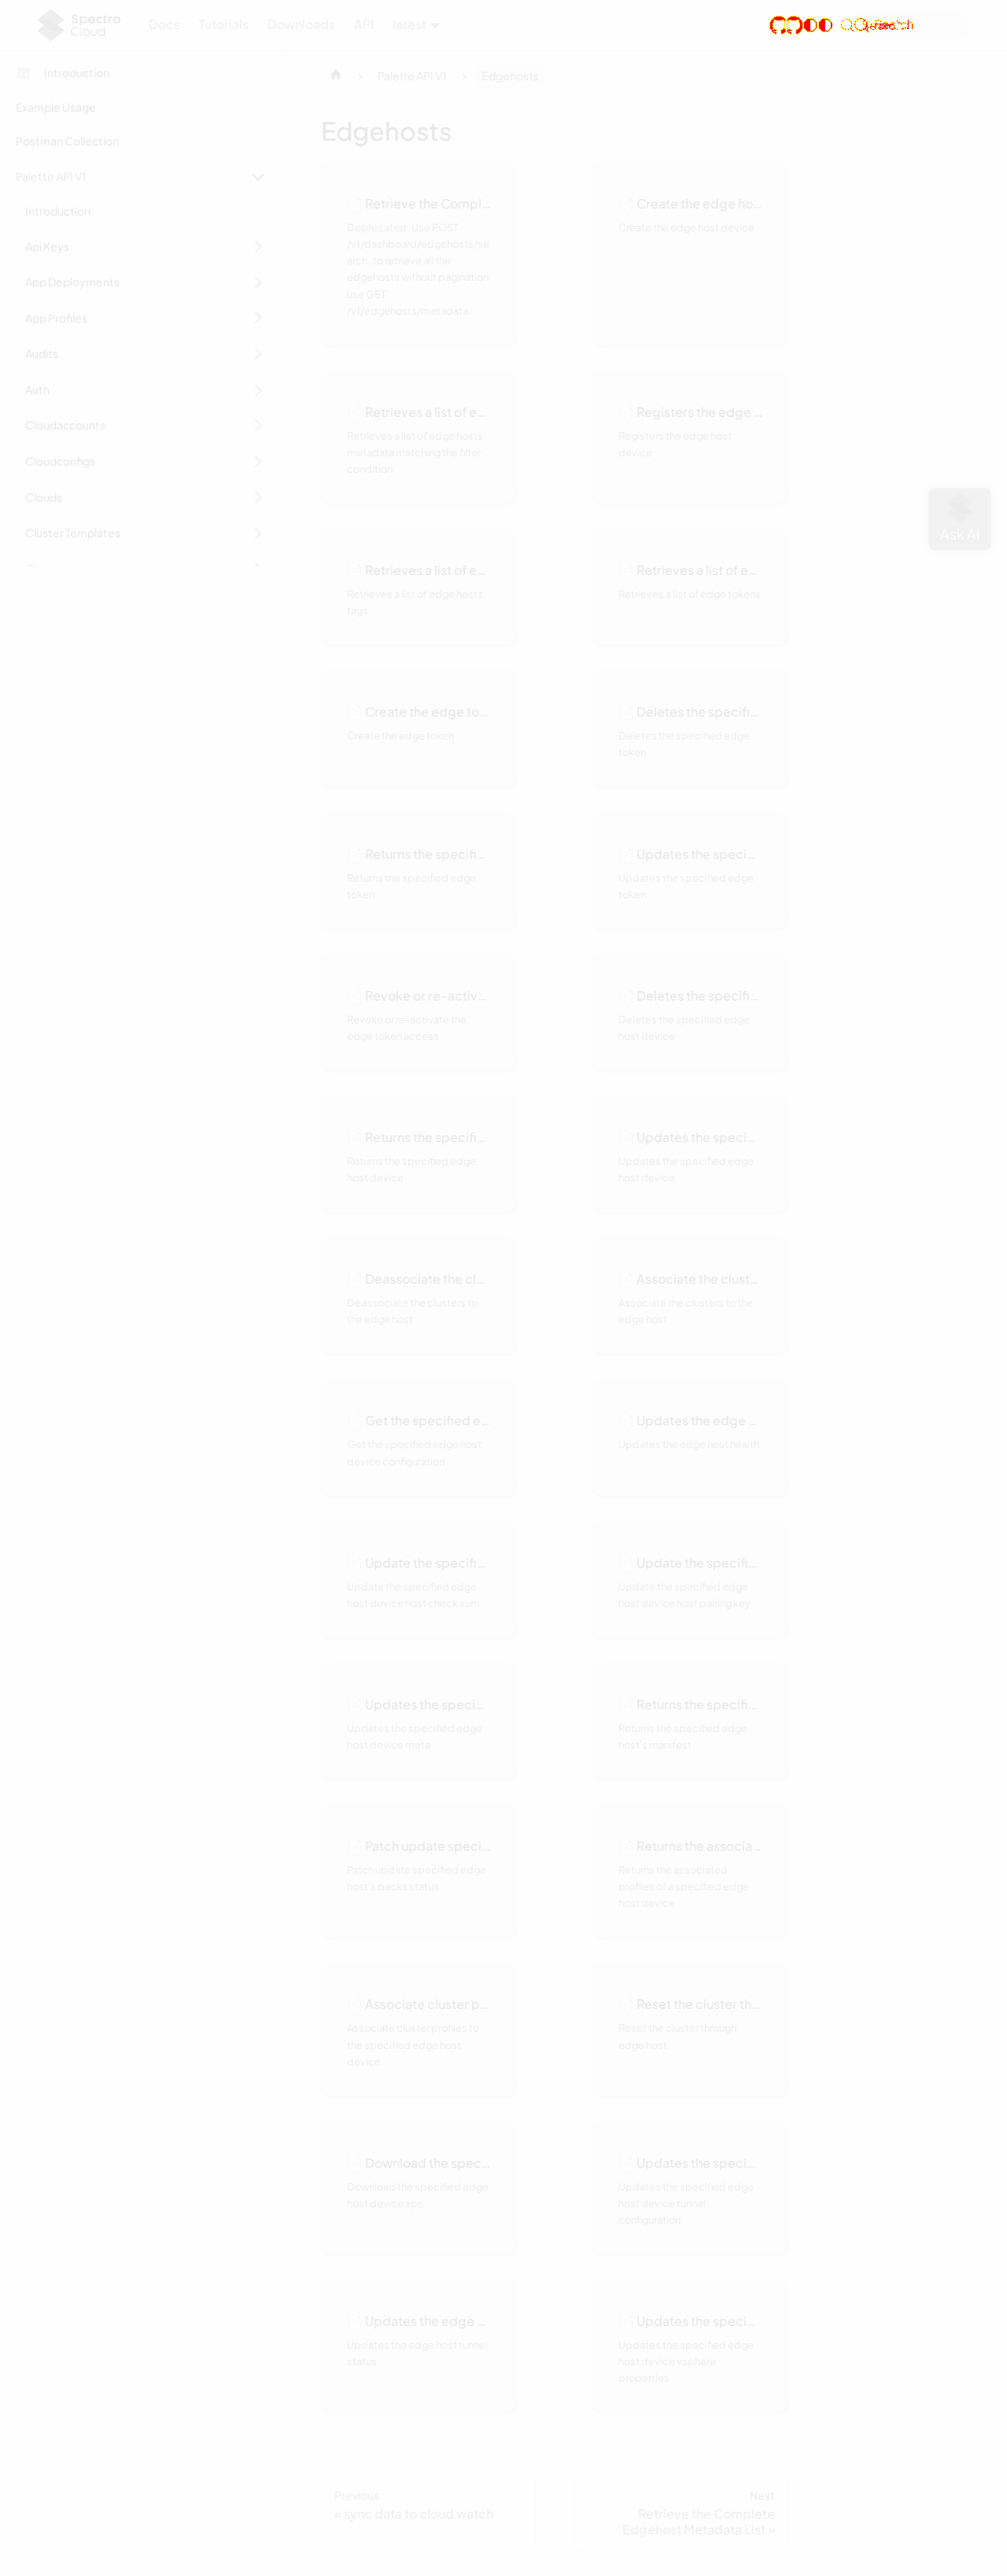 Spectro
Cloud
Docs
Tutorials
Downloads
API
latest
Search
Introduction
Example Usage
Postman Collection
Palette API V1
Introduction
Api Keys
App Deployments
App Profiles
Audits
Auth
Cloudaccounts
Cloudconfigs
Clouds
Cluster Templates
Palette API V1
Edgehosts
Edgehosts
Retrieve the Compl...
Deprecated. Use POST
/v1/dashboard/edgehosts/se
arch , to retrieve all the
edgehosts without pagination
use GET
/v1/edgehosts/metadata.
Create the edge ho...
Create the edge host device
Retrieves a list of e...
Retrieves a list of edge hosts
metadata matching the filter
condition
Registers the edge ...
Registers the edge host
device
Retrieves a list of e...
Retrieves a list of edge hosts
tags
Retrieves a list of e...
Retrieves a list of edge tokens
Create the edge to...
Create the edge token
Deletes the specifi...
Deletes the specified edge
token
Returns the specifi...
Returns the specified edge
token
Updates the speci...
Updates the specified edge
token
Revoke or re-activ...
Revoke or re-activate the
edge token access
Deletes the specifi...
Deletes the specified edge
host device
Returns the specifi...
Returns the specified edge
host device
Updates the speci...
Updates the specified edge
host device
Deassociate the cl...
Deassociate the clusters to
the edge host
Associate the clust...
Associate the clusters to the
edge host
Get the specified e...
Get the specified edge host
device configuration
Updates the edge ...
Updates the edge host health
Update the specifi...
Update the specified edge
host device host check sum
Update the specifi...
Update the specified edge
host device host pairing key
Updates the speci...
Updates the specified edge
host device meta
Returns the specifi...
Returns the specified edge
host's manifest
Patch update speci...
Patch update specified edge
host's packs status
Returns the associa...
Returns the associated
profiles of a specified edge
host device
Associate cluster p...
Associate cluster profiles to
the specified edge host
device
Reset the cluster th...
Reset the cluster through
edge host
Download the spec...
Download the specified edge
host device spc
Updates the speci...
Updates the specified edge
host device tunnel
configuration
Updates the edge ...
Updates the edge host tunnel
status
Updates the speci...
Updates the specified edge
host device vsphere
properties
Ask AI
Previous
« sync data to cloud watch
Next
Retrieve the Complete
Edgehost Metadata List »